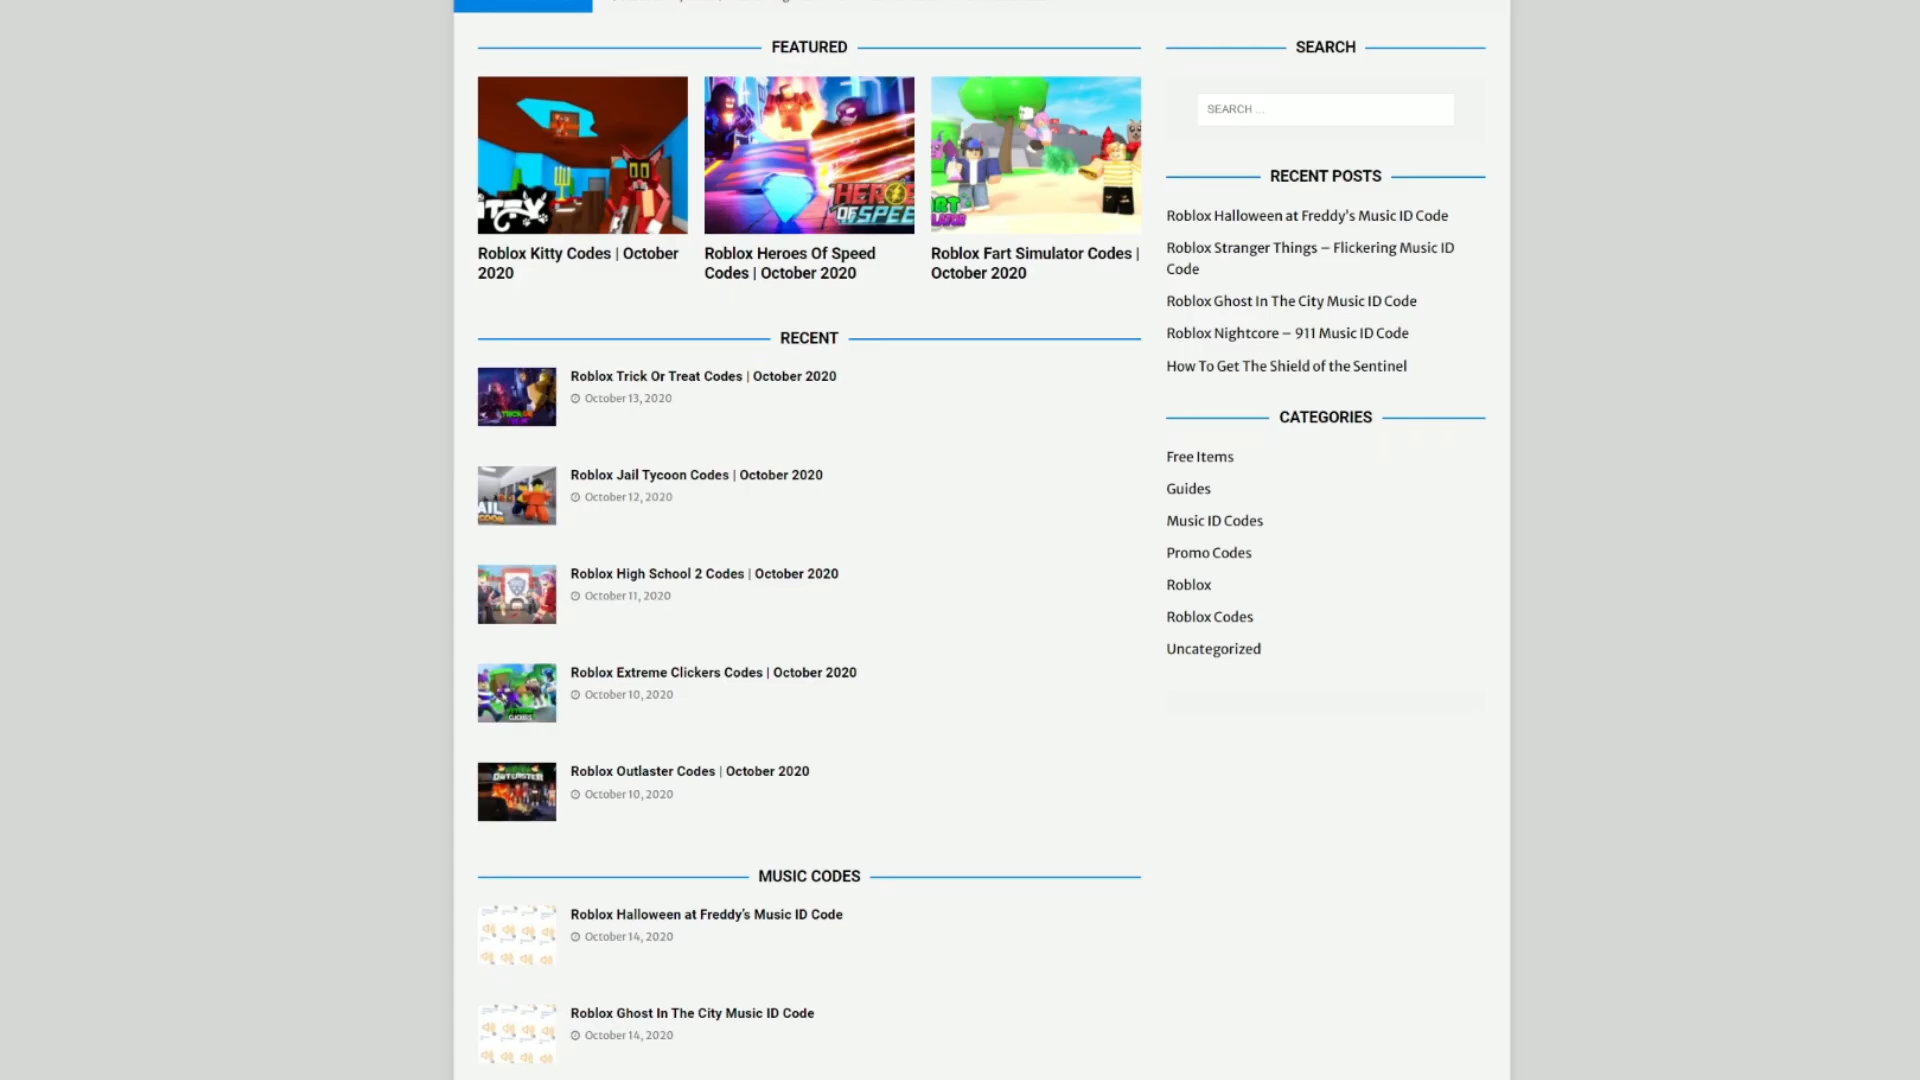 FEATURED
Roblox Kitty Codes | October
2020
HEROES
OF SPEE
Roblox Heroes Of Speed
Codes | October 2020
Roblox Fart Simulator Codes |
October 2020
RECENT
Roblox Trick Or Treat Codes | October 2020
October 13, 2020
AIL
Roblox Jail Tycoon Codes | October 2020
October 12, 2020
Roblox High School 2 Codes | October 2020
October 11, 2020
Roblox Extreme Clickers Codes | October 2020
October 10, 2020
OUTLASTER
Roblox Outlaster Codes | October 2020
October 10, 2020
MUSIC CODES
Roblox Halloween at Freddy's Music ID Code
October 14, 2020
Roblox Ghost In The City Music ID Code
October 14, 2020
SEARCH
SEARCH ...
RECENT POSTS
Roblox Halloween at Freddy's Music ID Code
Roblox Stranger Things – Flickering Music ID
Code
Roblox Ghost In The City Music ID Code
Roblox Nightcore – 911 Music ID Code
How To Get The Shield of the Sentinel
CATEGORIES
Free Items
Guides
Music ID Codes
Promo Codes
Roblox
Roblox Codes
Uncategorized